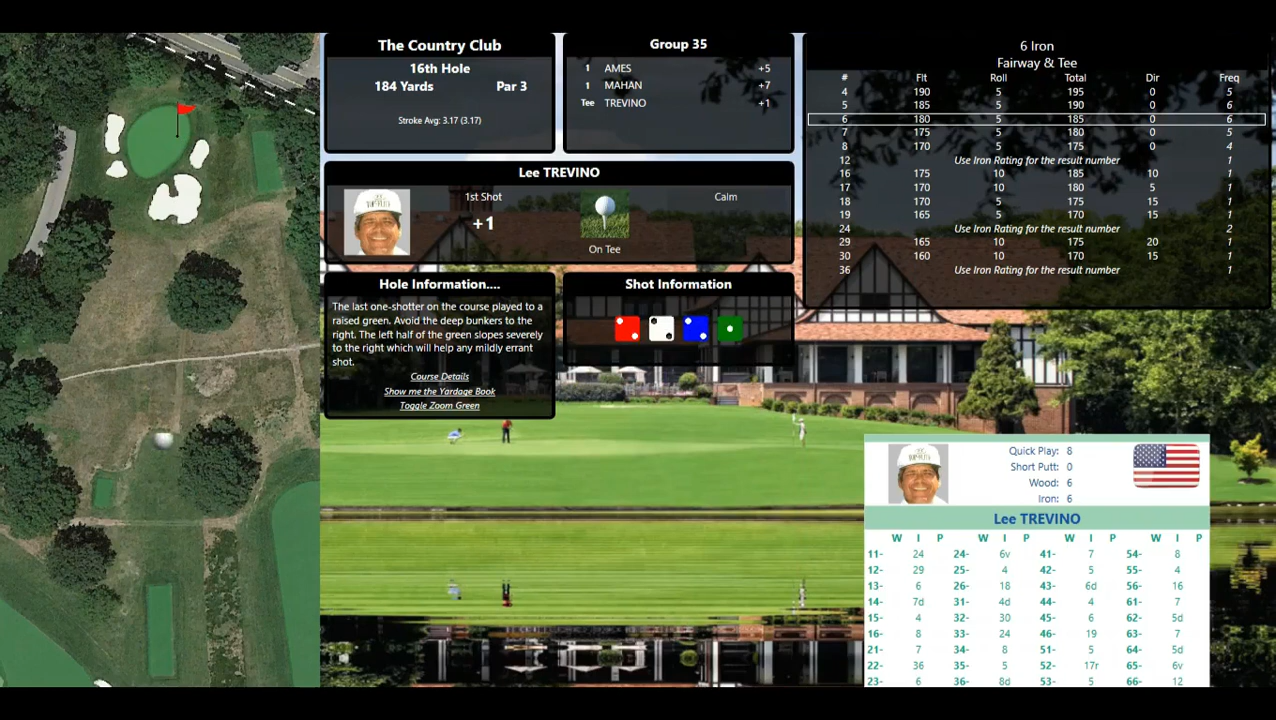 The Country Club
16th Hole
184 Yards Par 3
Stroke Avg: 3.17 (3.17)
Group 35
1 AMES +5
1 MAHAN +7
Tee TREVINO +1
Lee TREVINO
1st Shot
+1
On Tee
Calm
Hole Information....
The last one-shotter on the course played to a
raised green. Avoid the deep bunkers to the
right. The left half of the green slopes severely
to the right which will help any mildly errant
shot.
Course Details
Show me the Yardage Book
Toggle Zoom Green
Shot Information
6 Iron
Fairway & Tee
# Flt Roll Total Dir Freq
4 190 5 195 0 5
5 185 5 190 0 6
6 180 5 185 0 6
7 175 5 180 0 5
8 170 5 175 0 4
12 Use Iron Rating for the result number 1
16 175 10 185 10 1
17 170 10 180 5 1
18 170 5 175 15 1
19 165 5 170 15 1
24 Use Iron Rating for the result number 2
29 165 10 175 20 1
30 160 10 170 15 1
36 Use Iron Rating for the result number 1
Quick Play: 8
Short Putt: 0
Wood: 6
Iron: 6
Lee TREVINO
W I P W I P W I P W I P
11- 24 24- 6v 41- 7 54- 8
12- 29 25- 4 42- 5 55- 4
13- 6 26- 18 43- 6d 56- 16
14- 7d 31- 4d 44- 4 61- 7
15- 4 32- 30 45- 6 62- 5d
16- 8 33- 24 46- 19 63- 7
21- 7 34- 8 51- 5 64- 5d
22- 36 35- 5 52- 17r 65- 6v
23- 6 36- 8d 53- 5 66- 12